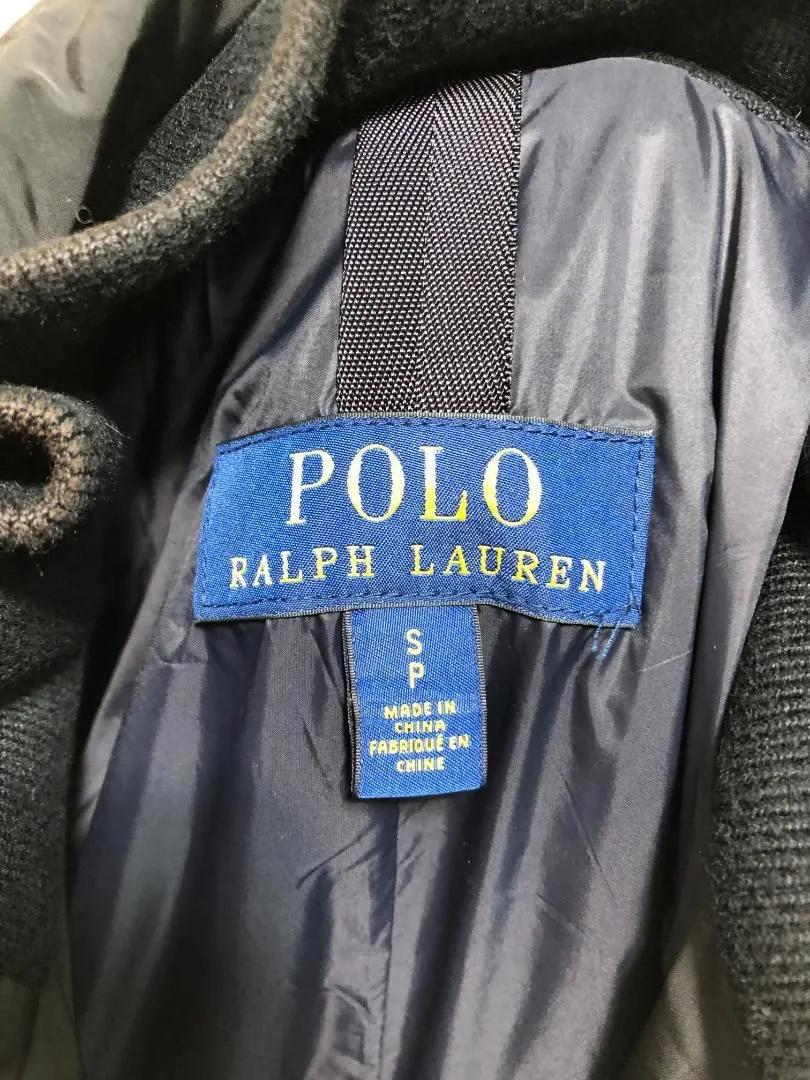 POLO
RALPH LAUREN
S
P
MADE IN
CHINA
FABRIQUÉ EN
CHINE